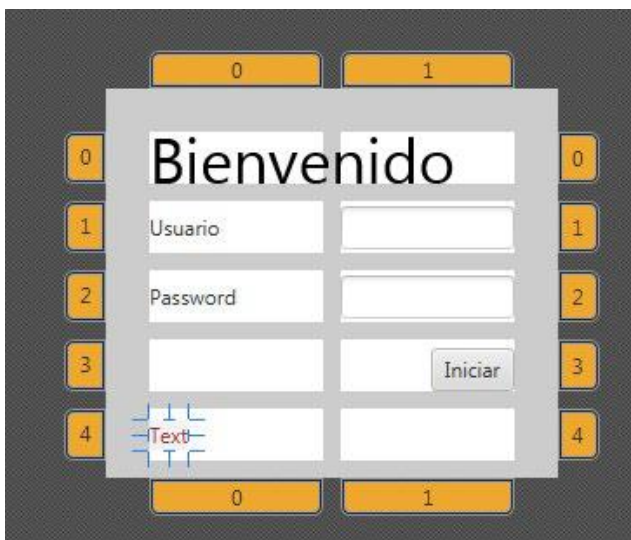 0 1
0 Bienvenido 0
1 Usuario 1
2 Password 2
3 Iniciar 3
4 Text 4
0 1